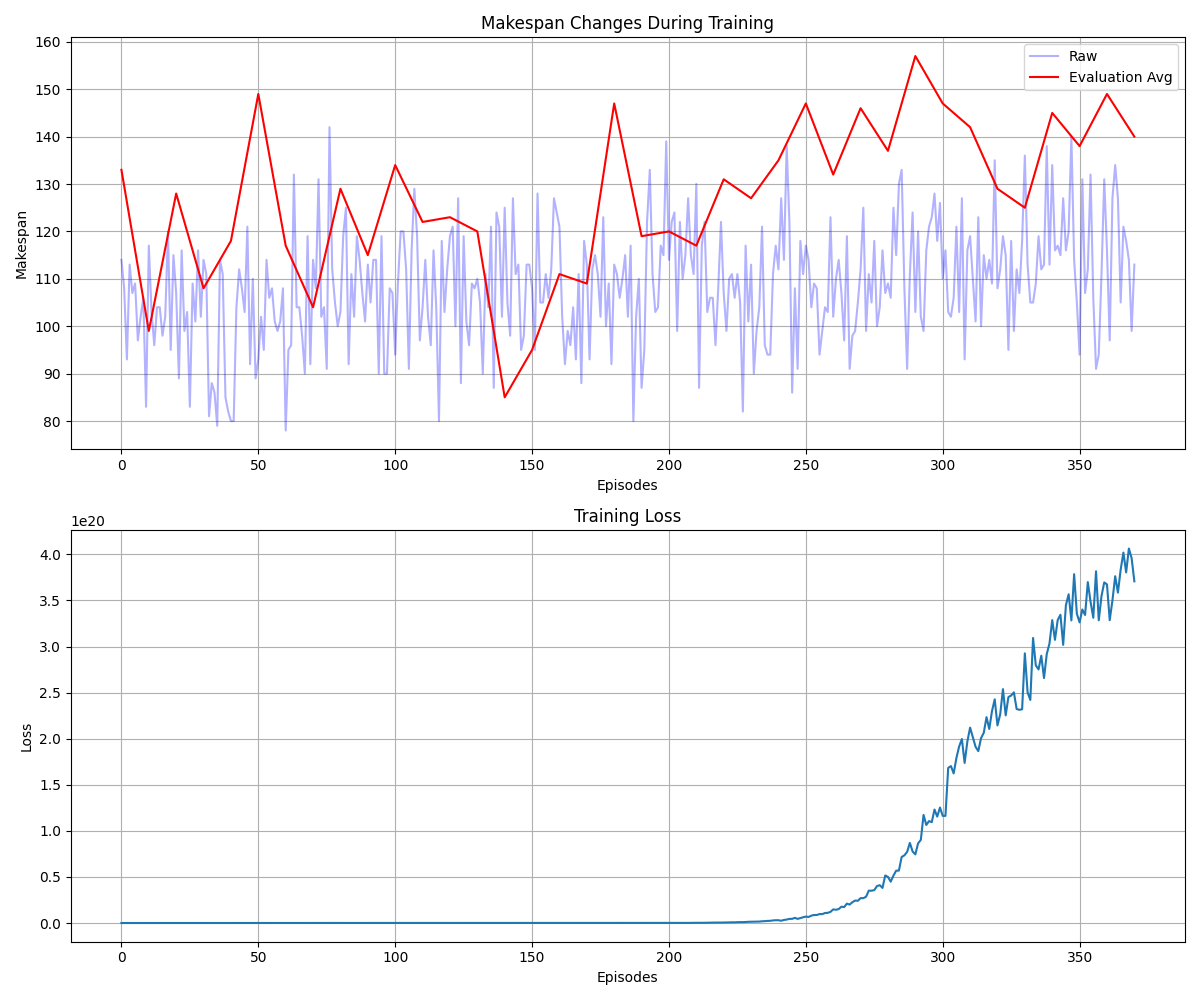 Makespan Changes During Training
160
150
140
130
120
110
100
90
80
Makespan
Raw
Evaluation Avg
0 50 100 150 200 250 300 350
Episodes
Training Loss
1e20
4.0
3.5
3.0
2.5
2.0
1.5
1.0
0.5
0.0
Loss
0 50 100 150 200 250 300 350
Episodes